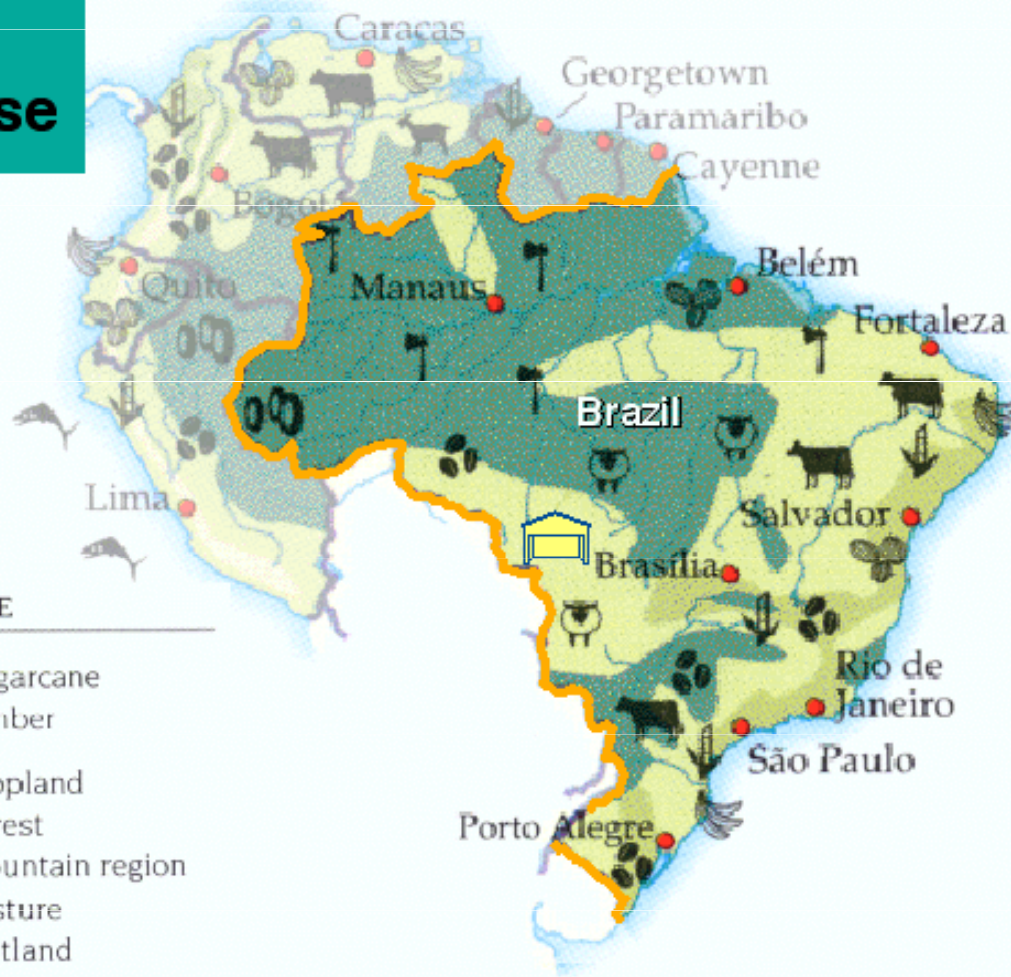 se
Caracas
Georgetown
Paramaribo
Cayenne
Bogot
Quito
Manaus
Belém
Fortaleza
Brazil
Lima
Salvador
Brasília
E
garcane
nber
Rio de
Janeiro
São Paulo
opland
rest
Porto Alegre
ountain region
sture
tland